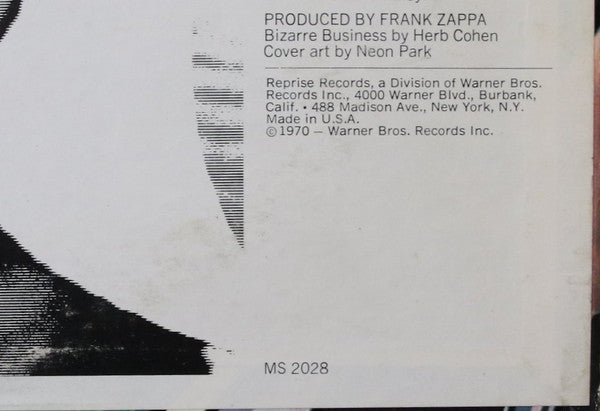 PRODUCED BY FRANK ZAPPA
Bizarre Business by Herb Cohen
Cover art by Neon Park
Reprise Records, a Division of Warner Bros.
Records Inc., 4000 Warner Blvd., Burbank,
Calif. • 488 Madison Ave., New York, N.Y.
Made in U.S.A.
©1970 — Warner Bros. Records Inc.
MS 2028